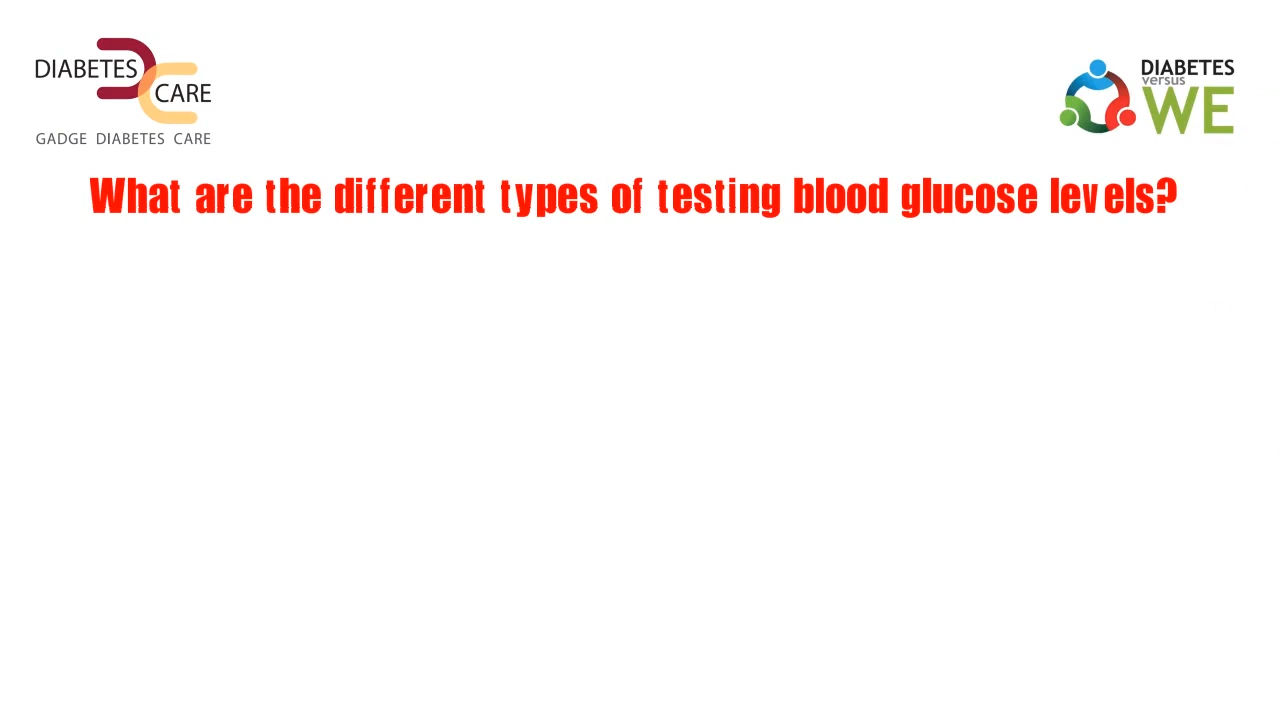 DIABETES
CARE
GADGE DIABETES CARE
DIABETES
versus
WE
What are the different types of testing blood glucose levels?